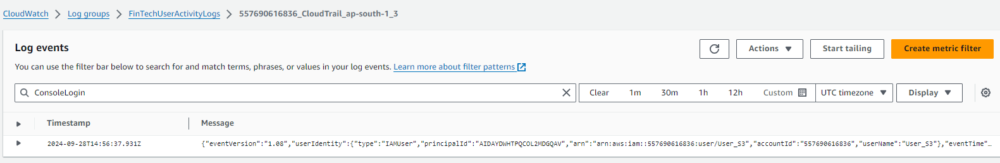 CloudWatch > Log groups > FinTechUserActivityLogs > 557690616836_CloudTrail_ap-south-1_3
Log events
Actions Start tailing Create metric filter
You can use the filter bar below to search for and match terms, phrases, or values in your log events. Learn more about filter patterns
ConsoleLogin Clear 1m 30m 1h 12h Custom UTC timezone Display
Timestamp Message
2024-09-28T14:56:37.931Z {"eventVersion":"1.08","userIdentity":{"type":"IAMUser","principalId":"AIDAYDWHTPQCOL2MDGQAV","arn":"arn:aws:iam::557690616836:user/User_S3","accountId":"557690616836","userName":"User_S3"},"eventTime"…